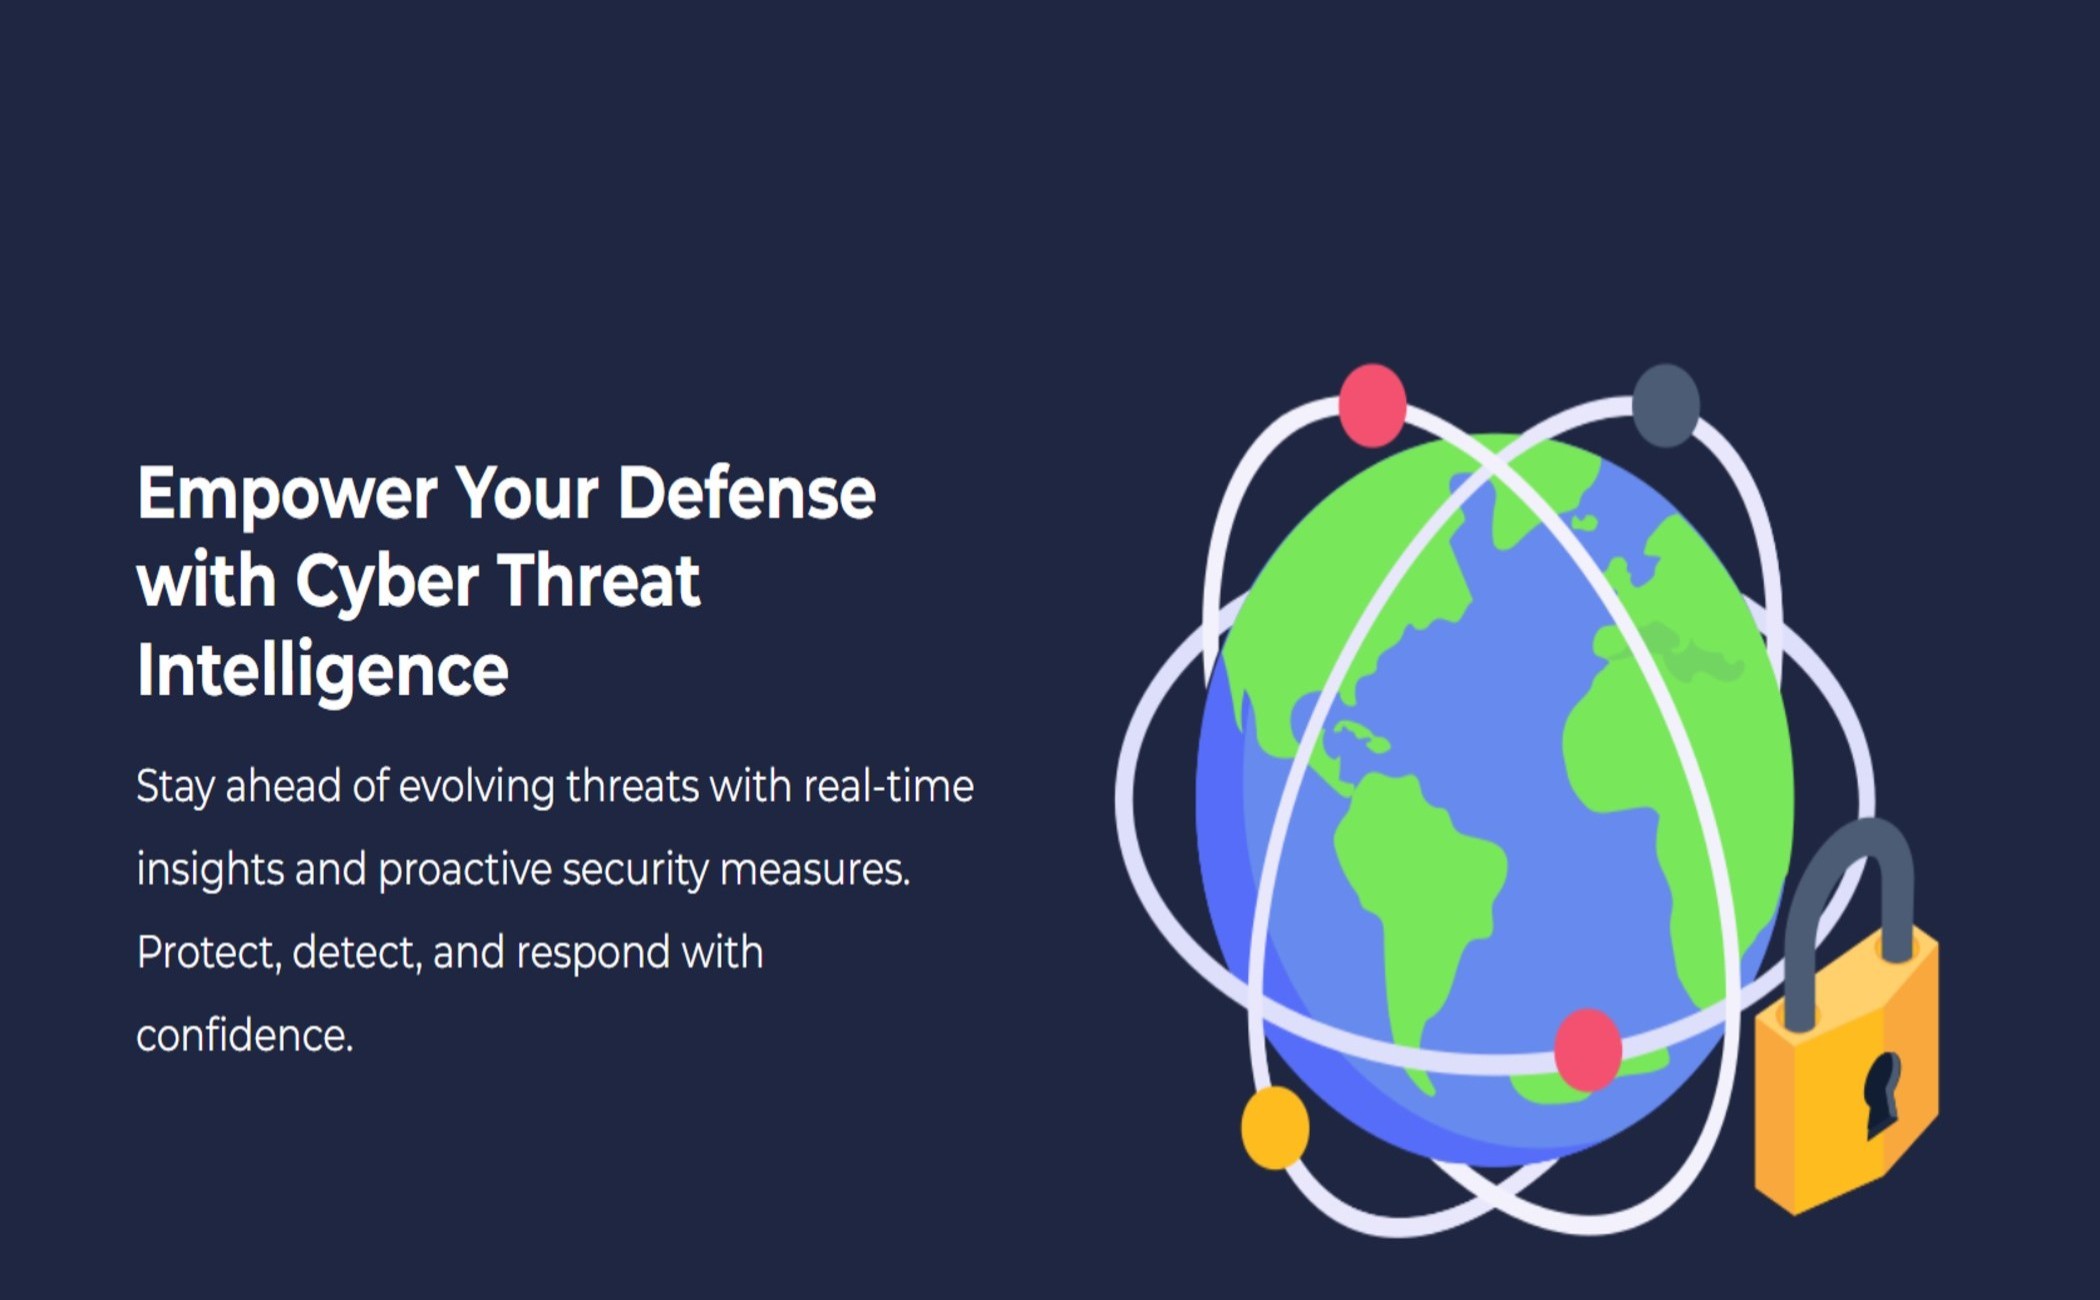 Empower Your Defense
with Cyber Threat
Intelligence
Stay ahead of evolving threats with real-time
insights and proactive security measures.
Protect, detect, and respond with
confidence.